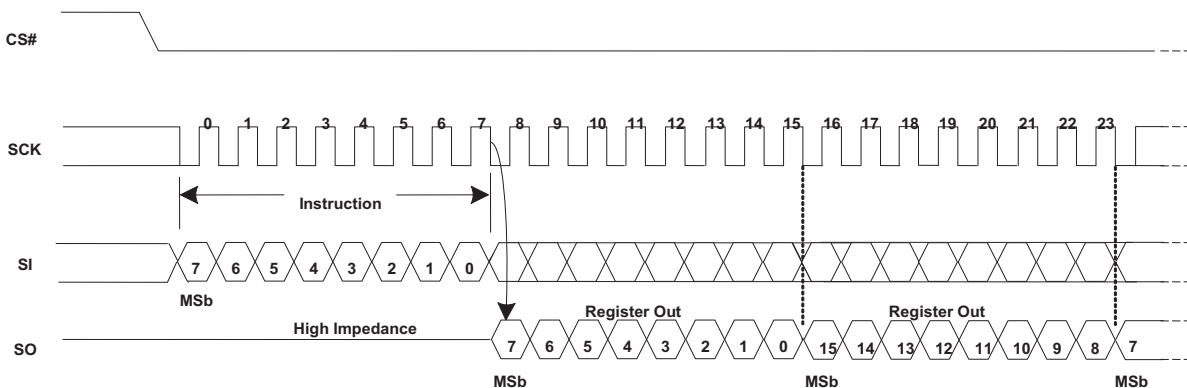 CS#
0 1 2 3 4 5 6 7 8 9 10 11 12 13 14 15 16 17 18 19 20 21 22 23
SCK
Instruction
SI
7 6 5 4 3 2 1 0
MSb
High Impedance
Register Out
Register Out
SO
7 6 5 4 3 2 1 0 15 14 13 12 11 10 9 8 7
MSb
MSb
MSb